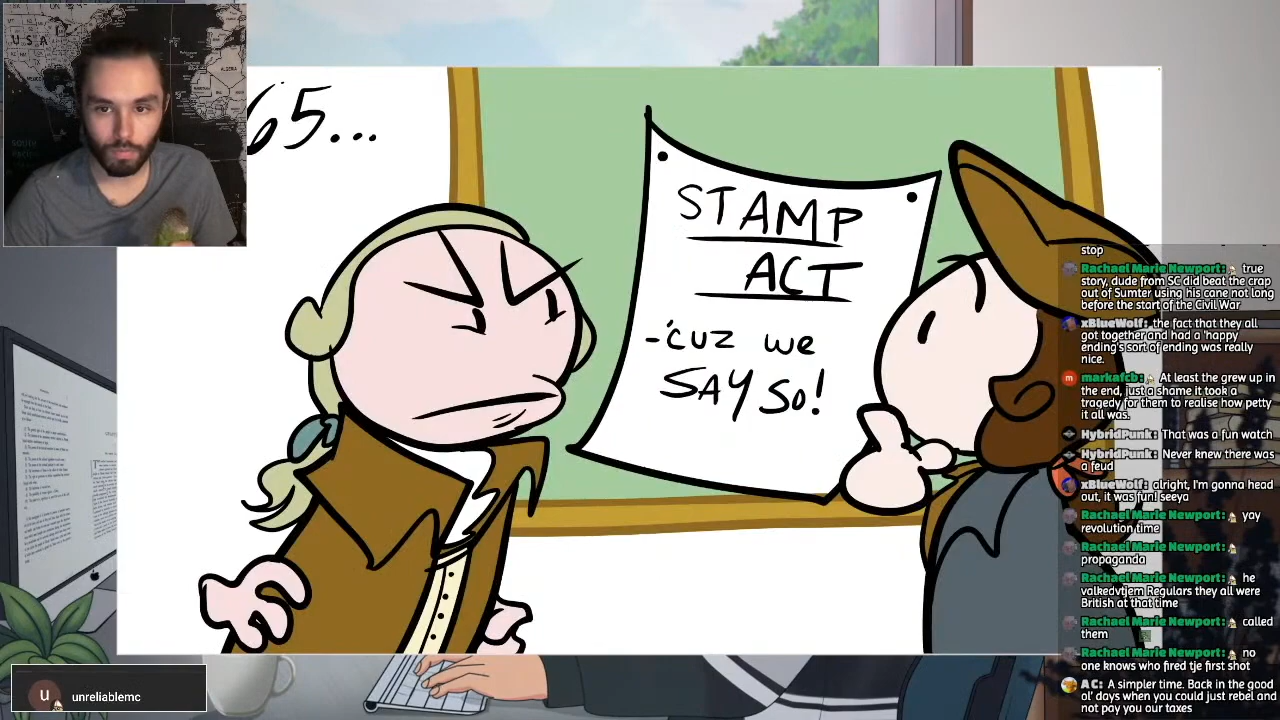 USA
ALGERIA
65...
STAMP
ACT
-'cuz we
SAY SO!
stop
Rachael Marie Newport: true
story, dude from SC did beat the crap
out of Sumter using his cane not long
before the start of the Civil War
xBlueWolf: the fact that they all
got together and had a 'happy
ending's sort of ending was really
nice.
markafcb: At least the grew up in
the end, just a shame it took a
tragedy for them to realise how petty
it all was.
HybridPunk: That was a fun watch
HybridPunk: Never knew there was
a feud
xBlueWolf: alright, I'm gonna head
out, it was fun! seeya
Rachael Marie Newport: yay
revolution time
Rachael Marie Newport:
propaganda
Rachael Marie Newport: he
valkedvtjem Regulars they all were
British at that time
Rachael Marie Newport: called
them
Rachael Marie Newport: no
one knows who fired tje first shot
AC: A simpler time. Back in the good
ol' days when you could just rebel and
not pay your taxes
u unreliablemc